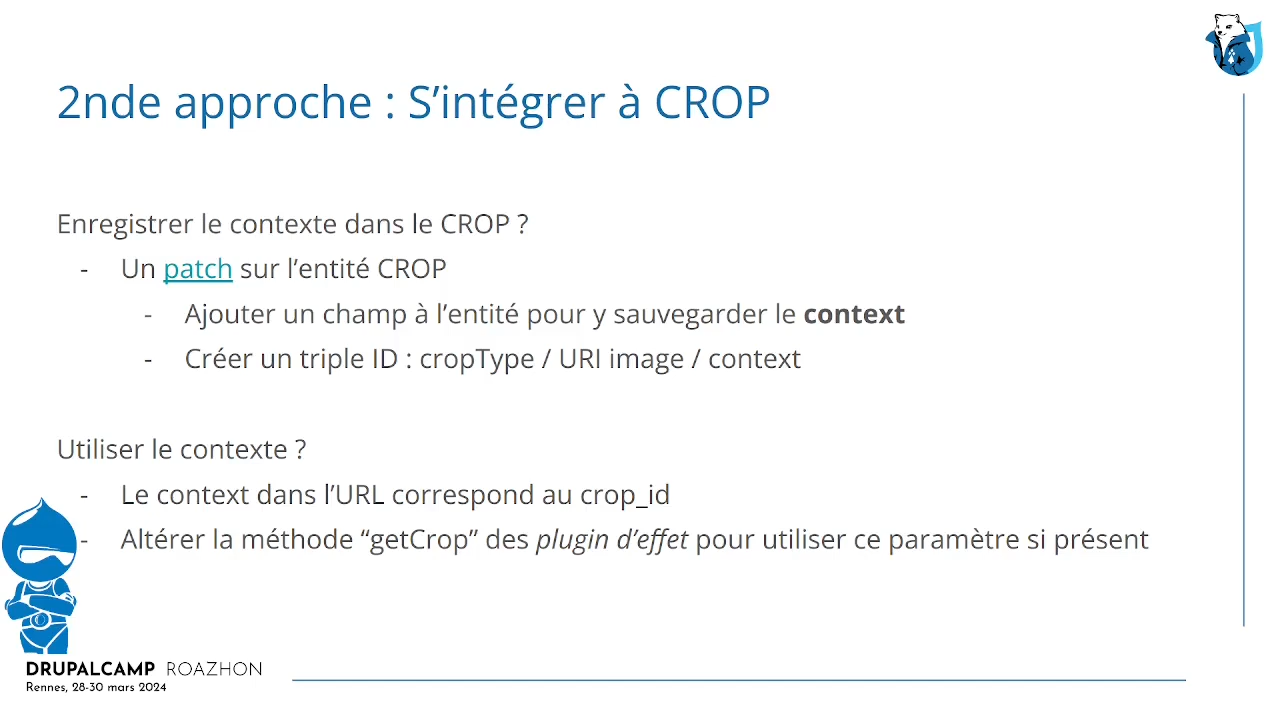 2nde approche : S’intégrer à CROP
Enregistrer le contexte dans le CROP ?
- Un patch sur l’entité CROP
- Ajouter un champ à l’entité pour y sauvegarder le context
- Créer un triple ID : cropType / URI image / context
Utiliser le contexte ?
- Le context dans l’URL correspond au crop_id
- Altérer la méthode “getCrop” des plugin d’effet pour utiliser ce paramètre si présent
DRUPALCAMP ROAZHON
Rennes, 28-30 mars 2024